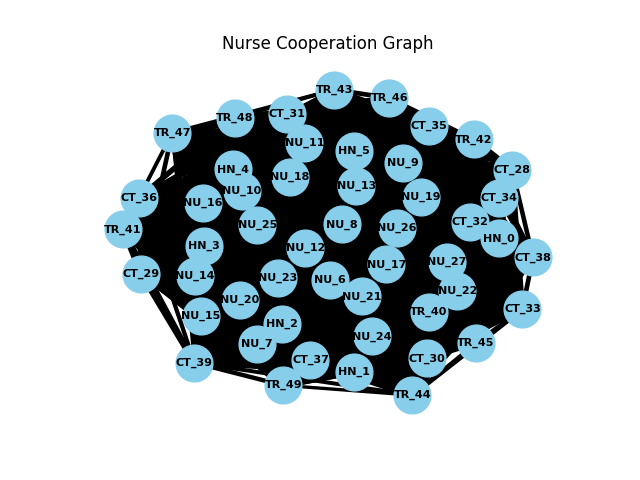 Nurse Cooperation Graph
TR_43
TR_46
CT_31
TR_48
CT_35
TR_47
TR_42
NU_11
HN_5
NU_9
HN_4
CT_28
NU_18
NU_13
NU_10
NU_19
CT_36
CT_34
NU_16
CT_32
NU_25
NU_8
NU_26
TR_41
HN_0
HN_3
NU_12
CT_38
NU_17
NU_27
CT_29
NU_14
NU_23
NU_6
NU_22
NU_21
NU_20
CT_33
TR_40
NU_15
HN_2
NU_24
NU_7
TR_45
CT_30
CT_37
CT_39
HN_1
TR_49
TR_44